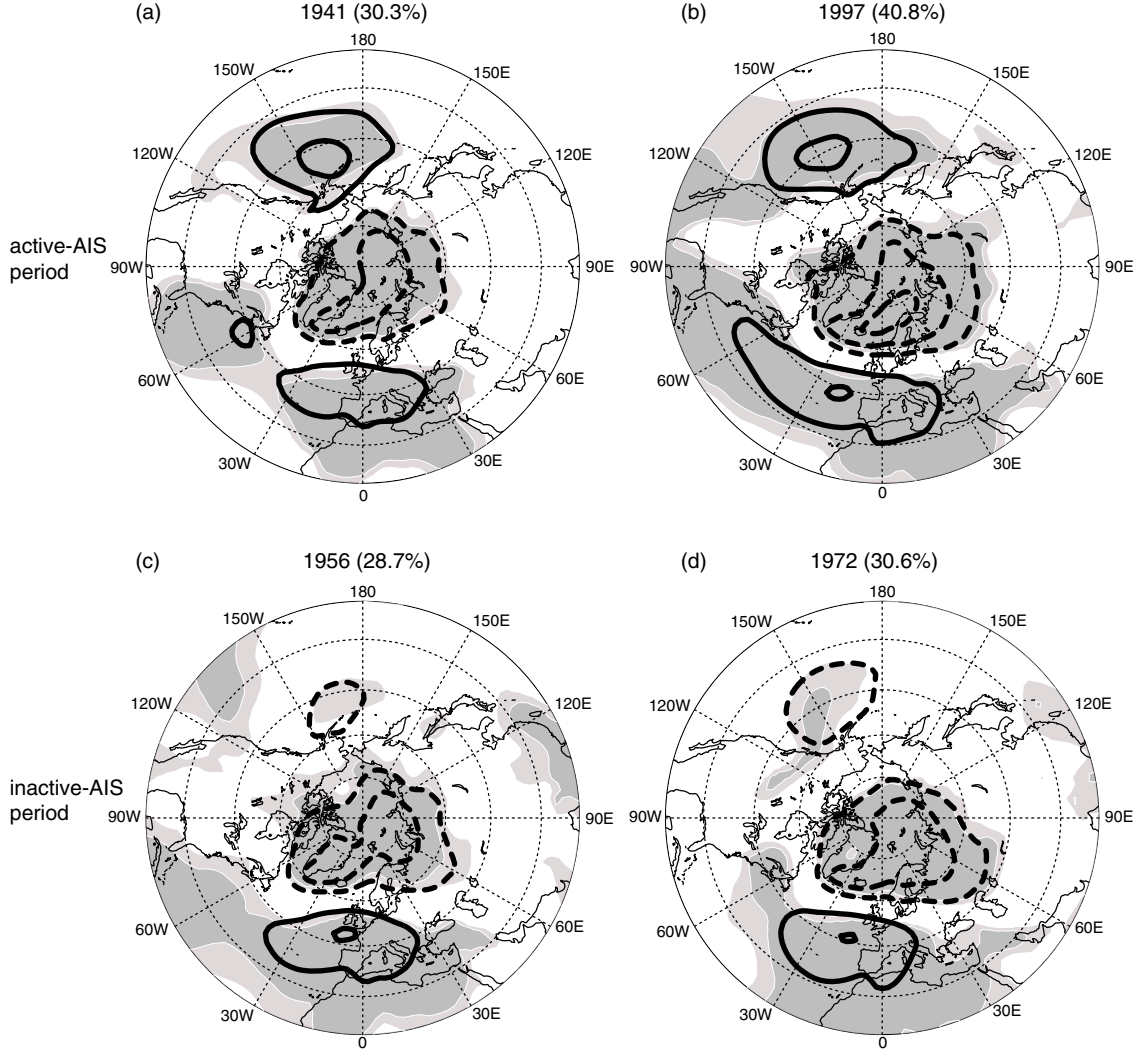 (a) 1941 (30.3%)
(b) 1997 (40.8%)
180 180
150W 150E 150W 150E
120W 120E 120W 120E
active-AIS
period
90W 90E 90W 90E
60W 60E 60W 60E
30W 30E 30W 30E
0 0
(c) 1956 (28.7%)
(d) 1972 (30.6%)
180 180
150W 150E 150W 150E
120W 120E 120W 120E
inactive-AIS
period
90W 90E 90W 90E
60W 60E 60W 60E
30W 30E 30W 30E
0 0